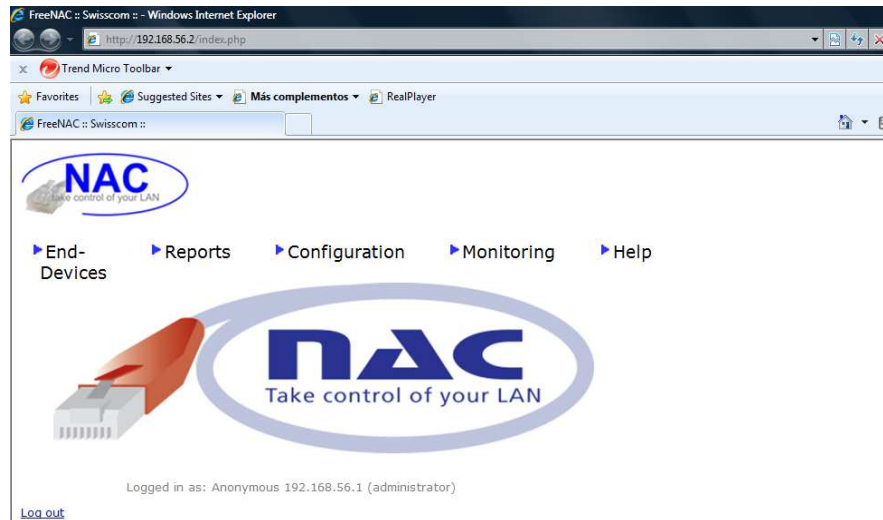 FreeNAC :: Swisscom :: - Windows Internet Explorer
http://192.168.56.2/index.php
x Trend Micro Toolbar
Favorites Suggested Sites Más complementos RealPlayer
FreeNAC :: Swisscom ::
NAC
take control of your LAN
End-Devices Reports Configuration Monitoring Help
nac
Take control of your LAN
Logged in as: Anonymous 192.168.56.1 (administrator)
Log out